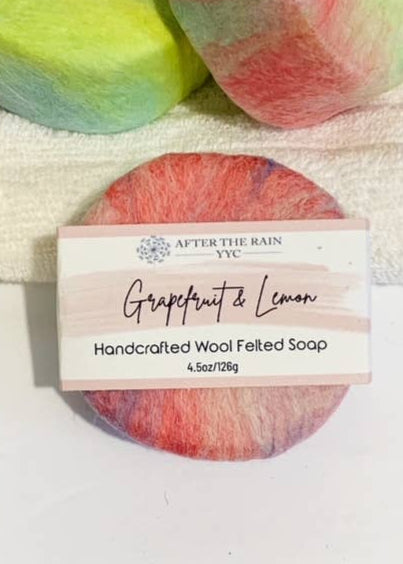 AFTER THE RAIN
YYC
Grapefruit & Lemon
Handcrafted Wool Felted Soap
4.5oz/126g